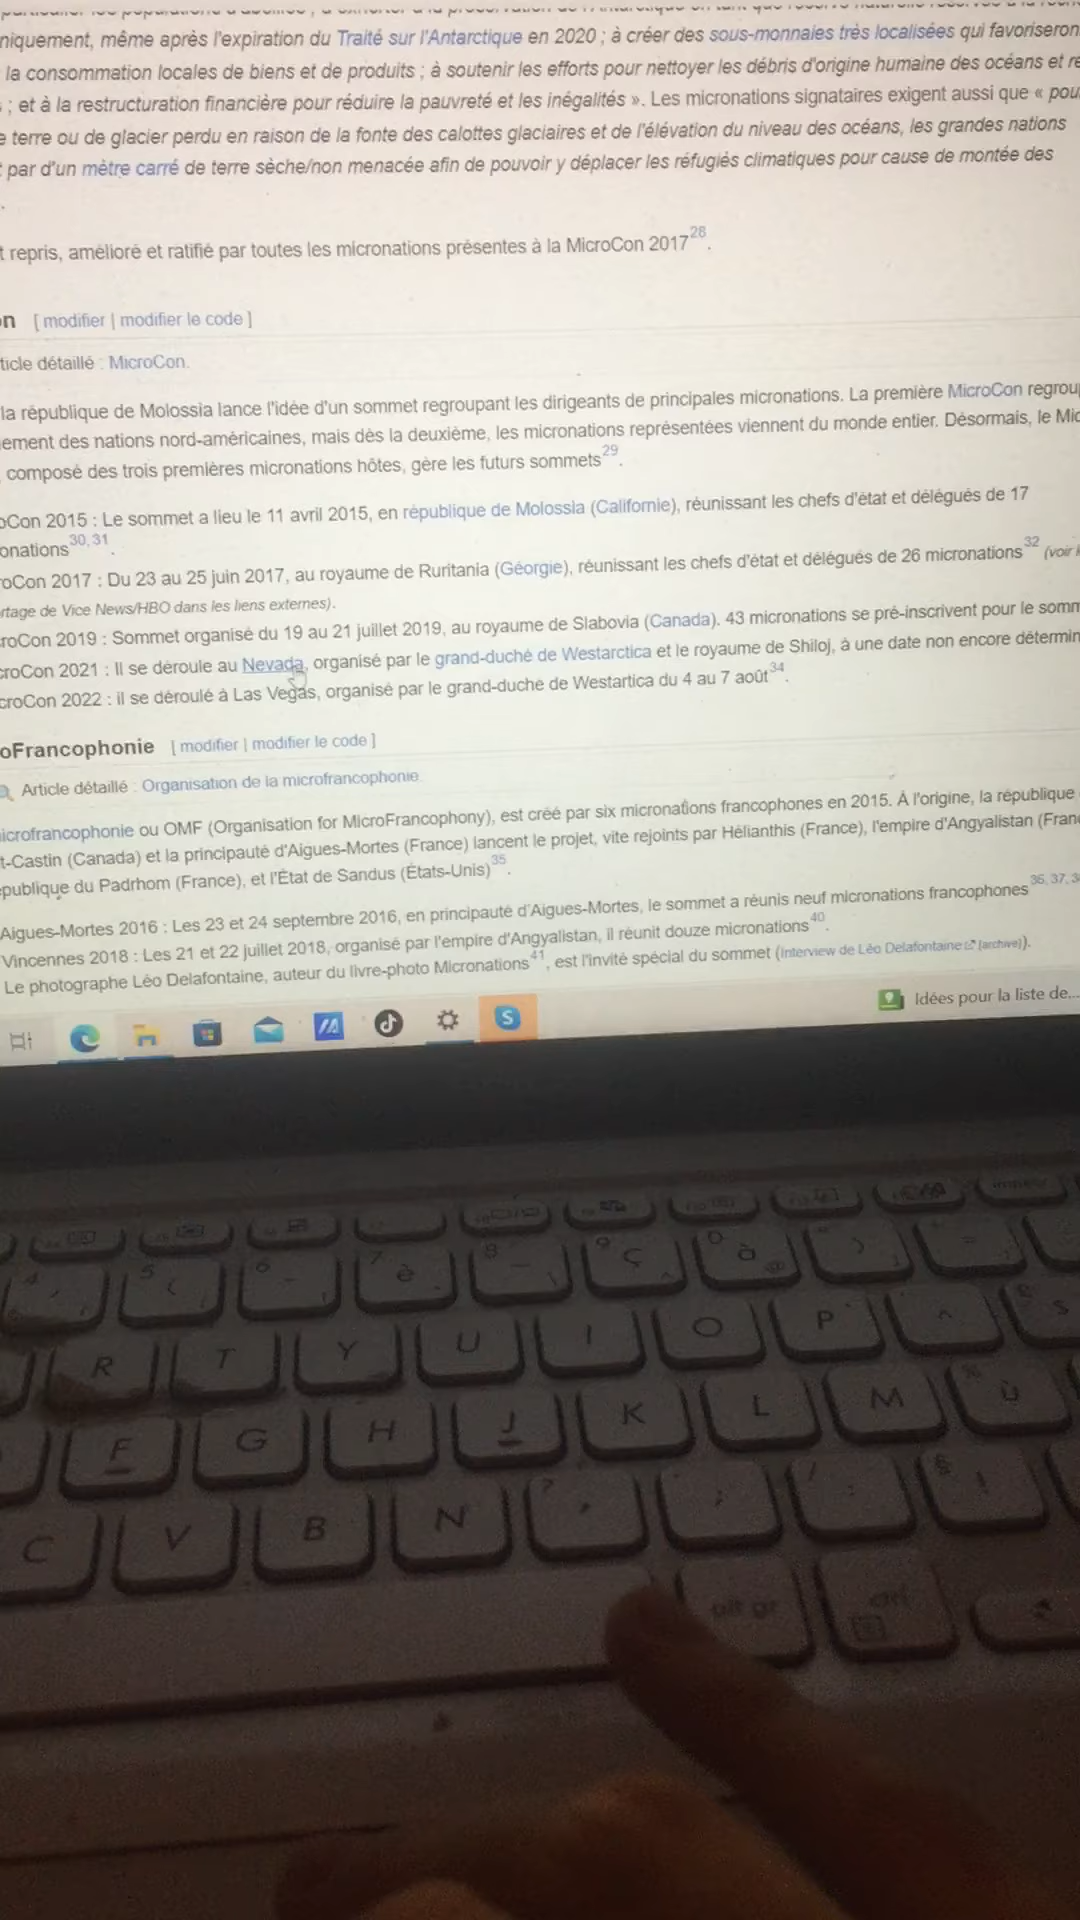 niquement, même après l'expiration du Traité sur l'Antarctique en 2020 ; à créer des sous-monnaies très localisées qui favoriseron
la consommation locales de biens et de produits ; à soutenir les efforts pour nettoyer les débris d'origine humaine des océans et re
; et à la restructuration financière pour réduire la pauvreté et les inégalités ». Les micronations signataires exigent aussi que « pou
e terre ou de glacier perdu en raison de la fonte des calottes glaciaires et de l'élévation du niveau des océans, les grandes nations
par d'un mètre carré de terre sèche/non menacée afin de pouvoir y déplacer les réfugiés climatiques pour cause de montée des
.
t repris, amélioré et ratifié par toutes les micronations présentes à la MicroCon 2017 28.
on [ modifier | modifier le code ]
ticle détaillé : MicroCon.
la république de Molossia lance l'idée d'un sommet regroupant les dirigeants de principales micronations. La première MicroCon regrou
ement des nations nord-américaines, mais dès la deuxième, les micronations représentées viennent du monde entier. Désormais, le Mic
composé des trois premières micronations hôtes, gère les futurs sommets 29.
oCon 2015 : Le sommet a lieu le 11 avril 2015, en république de Molossia (Californie), réunissant les chefs d'état et délégués de 17
onations 30, 31.
oCon 2017 : Du 23 au 25 juin 2017, au royaume de Ruritania (Géorgie), réunissant les chefs d'état et délégués de 26 micronations 32 (voir
rtage de Vice News/HBO dans les liens externes).
roCon 2019 : Sommet organisé du 19 au 21 juillet 2019, au royaume de Slabovia (Canada). 43 micronations se pré-inscrivent pour le somm
croCon 2021 : Il se déroule au Nevada, organisé par le grand-duché de Westarctica et le royaume de Shiloj, à une date non encore détermin
croCon 2022 : il se déroulé à Las Vegas, organisé par le grand-duché de Westartica du 4 au 7 août 34.
oFrancophonie [ modifier | modifier le code ]
Article détaillé : Organisation de la microfrancophonie.
icrofrancophonie ou OMF (Organisation for MicroFrancophony), est créé par six micronations francophones en 2015. À l'origine, la république
t-Castin (Canada) et la principauté d'Aigues-Mortes (France) lancent le projet, vite rejoints par Hélianthis (France), l'empire d'Angyalistan (Fran
publique du Padrhom (France), et l'État de Sandus (États-Unis) 35.
Aigues-Mortes 2016 : Les 23 et 24 septembre 2016, en principauté d'Aigues-Mortes, le sommet a réunis neuf micronations francophones 36, 37, 3
Vincennes 2018 : Les 21 et 22 juillet 2018, organisé par l'empire d'Angyalistan, il réunit douze micronations 40.
Le photographe Léo Delafontaine, auteur du livre-photo Micronations 41, est l'invité spécial du sommet (Interview de Léo Delafontaine [archive]).
Idées pour la liste de...
4 5 ( 6 - 7 è 8 _ 9 ç 0 à @ ) =
R T Y U I O P ^ $
F G H J K L M ù
C V B N ? , ; / : § !
alt gr ctrl